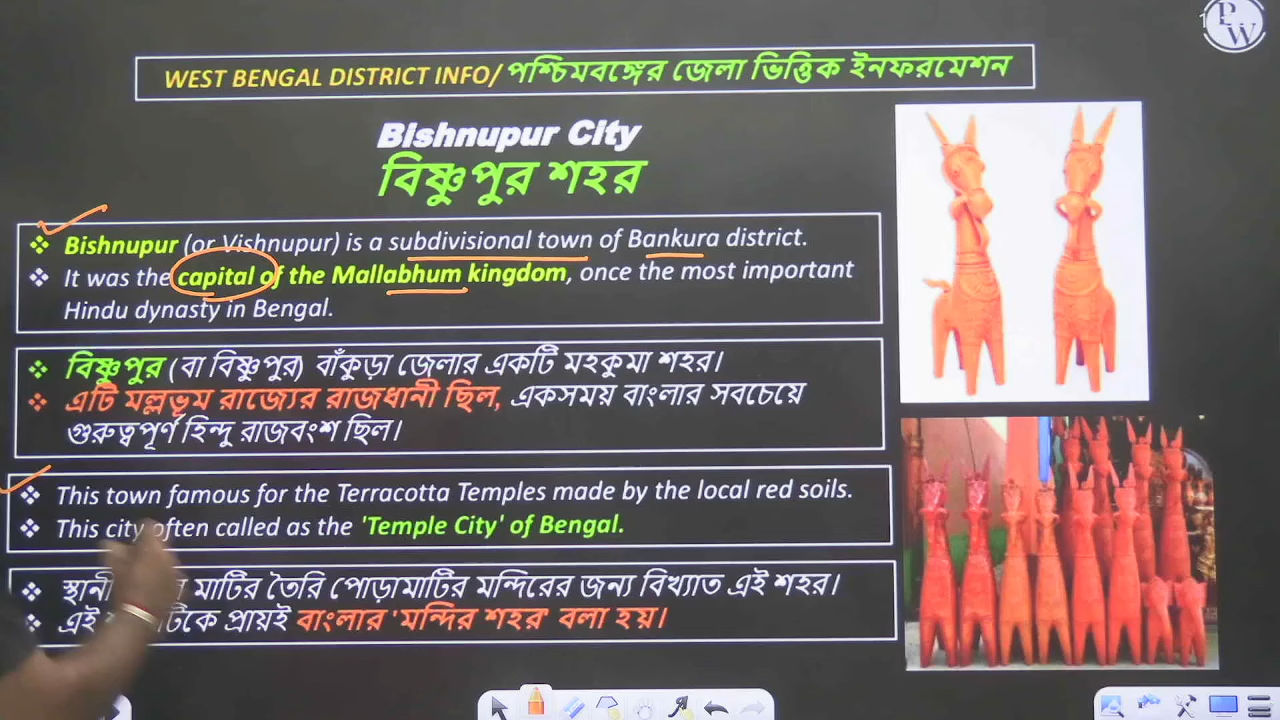 PW
WEST BENGAL DISTRICT INFO/ পশ্চিমবঙ্গের জেলা ভিত্তিক ইনফরমেশন
Bishnupur City
বিষ্ণুপুর শহর
Bishnupur (or Vishnupur) is a subdivisional town of Bankura district.
It was the capital of the Mallabhum kingdom, once the most important
Hindu dynasty in Bengal.
বিষ্ণুপুর (বা বিষ্ণুপুর) বাঁকুড়া জেলার একটি মহকুমা শহর।
এটি মল্লভূম রাজ্যের রাজধানী ছিল, একসময় বাংলার সবচেয়ে
গুরুত্বপূর্ণ হিন্দু রাজবংশ ছিল।
This town famous for the Terracotta Temples made by the local red soils.
This city often called as the 'Temple City' of Bengal.
মাটির তৈরি পোড়ামাটির মন্দিরের জন্য বিখ্যাত এই শহর।
এই প্রায়ই বাংলার 'মন্দির শহর' বলা হয়।